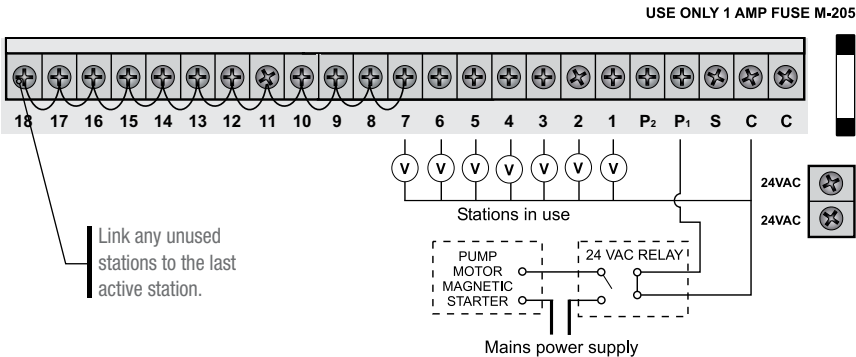 USE ONLY 1 AMP FUSE M-205
18 17 16 15 14 13 12 11 10 9 8 7 6 5 4 3 2 1 P2 P1 S C C
V V V V V V V
24VAC
24VAC
Stations in use
Link any unused
stations to the last
active station.
PUMP
MOTOR
MAGNETIC
STARTER
24 VAC RELAY
Mains power supply